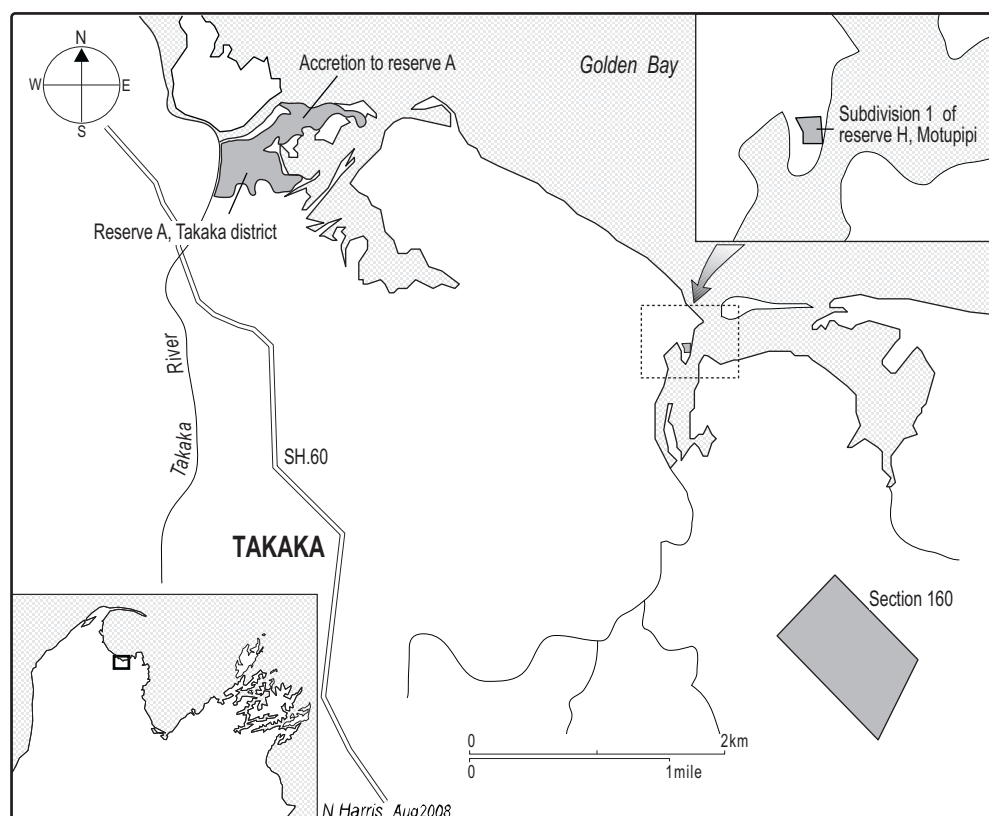 N
W
E
S
Accretion to reserve A
Golden Bay
Subdivision 1 of
reserve H, Motupipi
Reserve A, Takaka district
River
Takaka
SH.60
TAKAKA
Section 160
0
2km
0
1mile
N Harris Aug2008